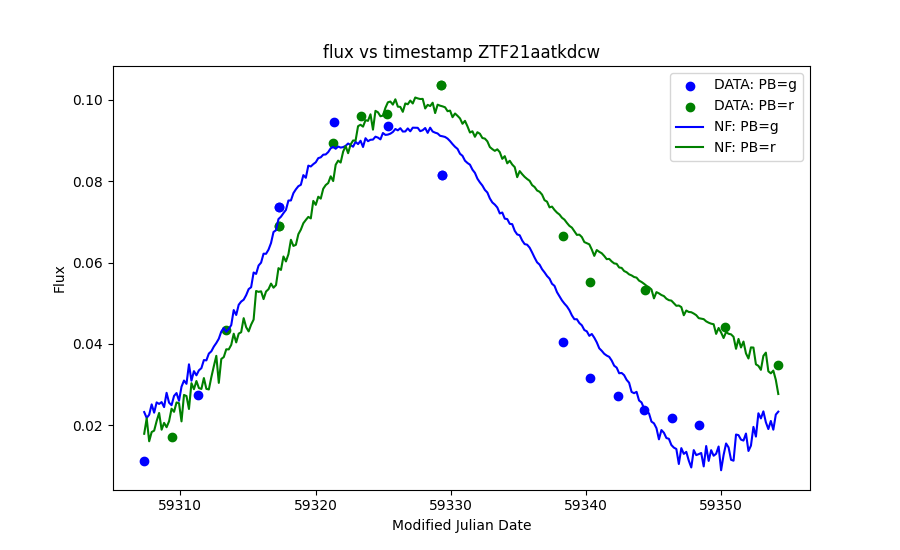 flux vs timestamp ZTF21aatkdcw
DATA: PB=g
DATA: PB=r
NF: PB=g
NF: PB=r
0.10
0.08
0.06
0.04
0.02
Flux
59310 59320 59330 59340 59350
Modified Julian Date